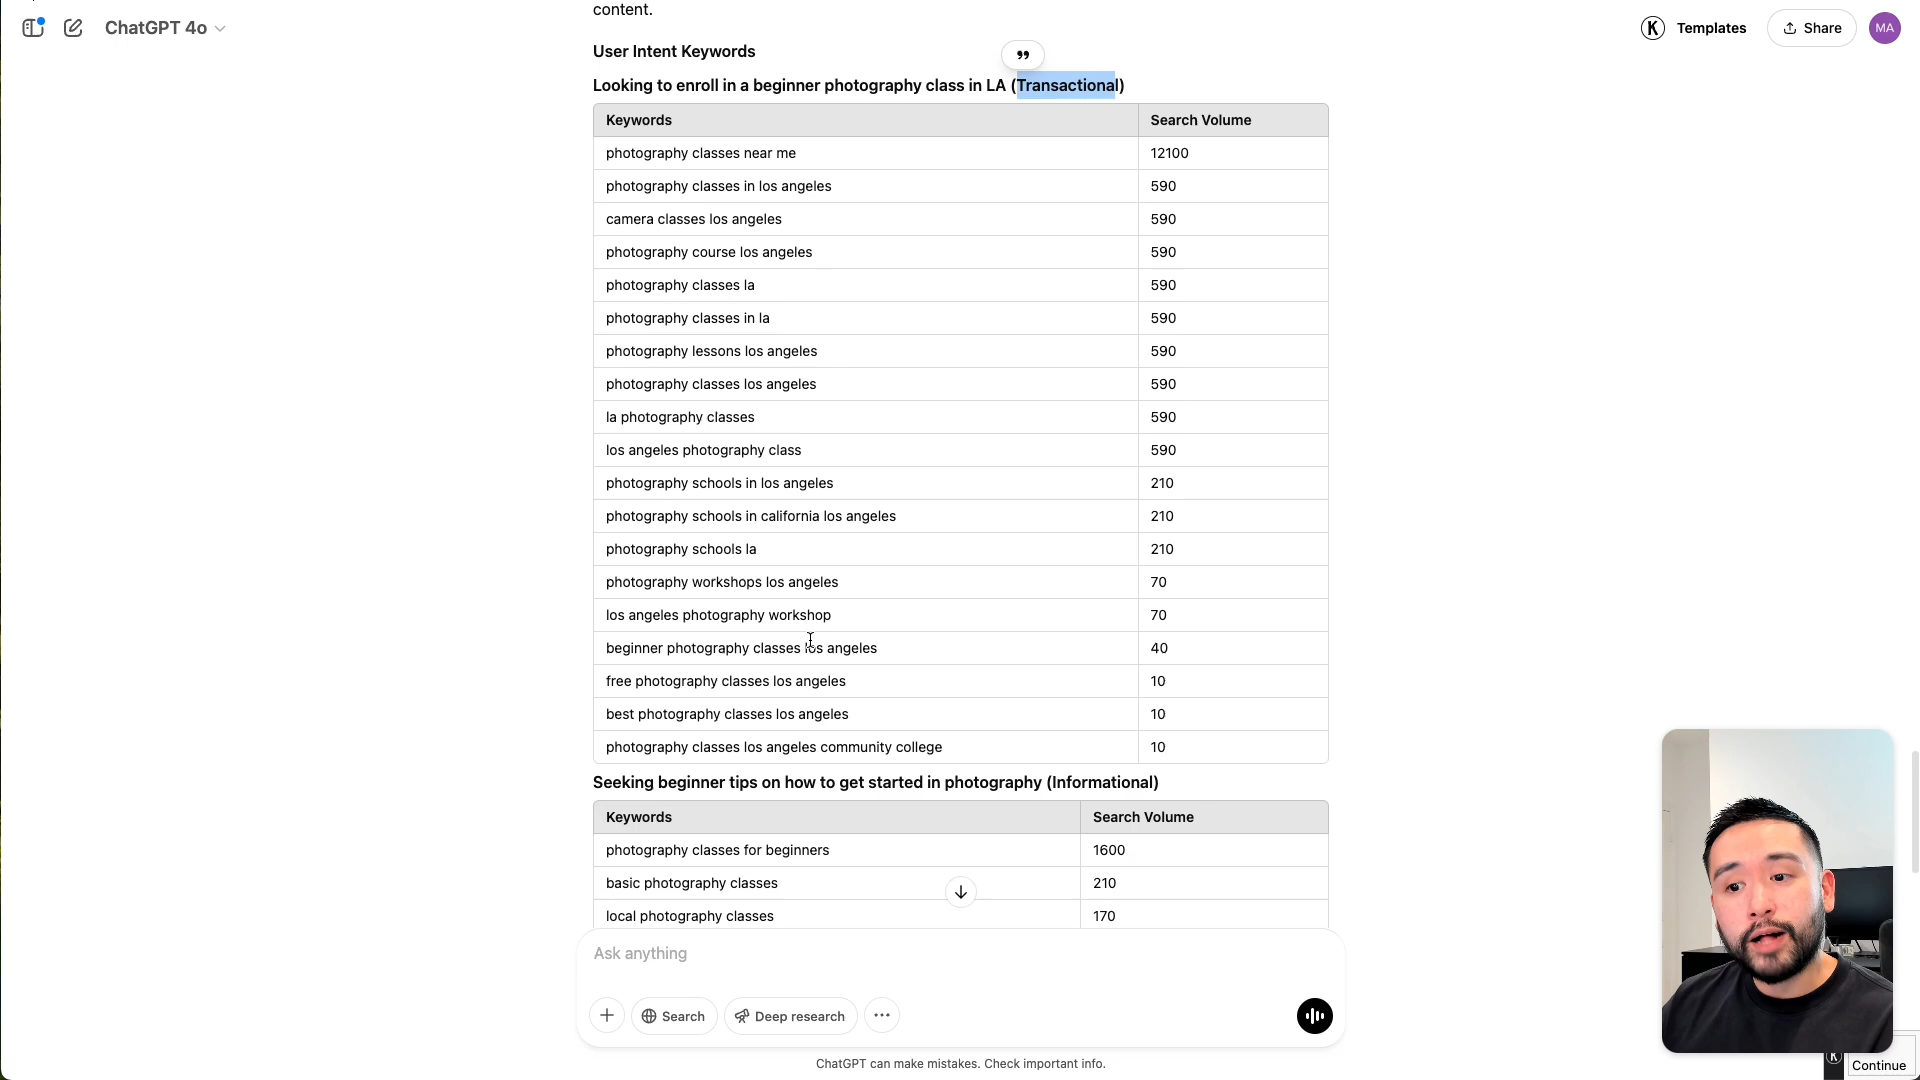 content.
ChatGPT 4o
K Templates
Share
MA
User Intent Keywords
Looking to enroll in a beginner photography class in LA (Transactional)
Keywords Search Volume
photography classes near me 12100
photography classes in los angeles 590
camera classes los angeles 590
photography course los angeles 590
photography classes la 590
photography classes in la 590
photography lessons los angeles 590
photography classes los angeles 590
la photography classes 590
los angeles photography class 590
photography schools in los angeles 210
photography schools in california los angeles 210
photography schools la 210
photography workshops los angeles 70
los angeles photography workshop 70
beginner photography classes los angeles 40
free photography classes los angeles 10
best photography classes los angeles 10
photography classes los angeles community college 10
Seeking beginner tips on how to get started in photography (Informational)
Keywords Search Volume
photography classes for beginners 1600
basic photography classes 210
local photography classes 170
Ask anything
Search
Deep research
ChatGPT can make mistakes. Check important info.
K Continue